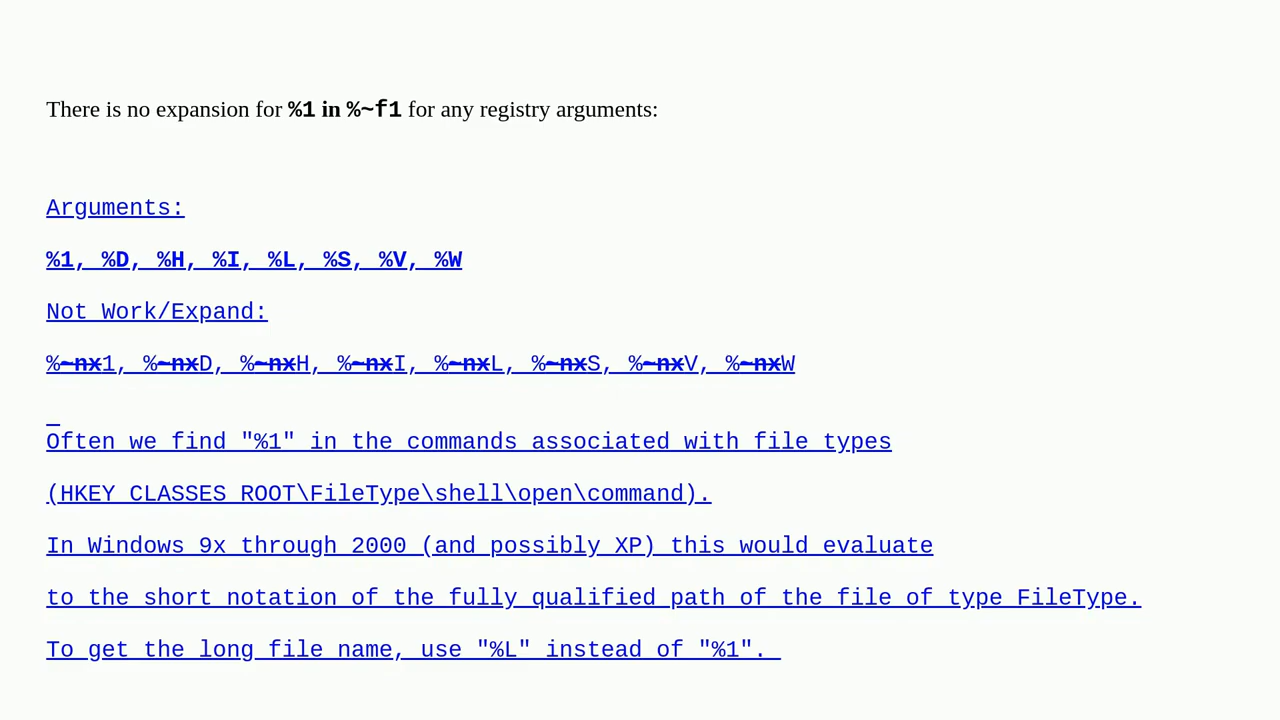 There is no expansion for %1 in %~f1 for any registry arguments:
Arguments:
%1, %D, %H, %I, %L, %S, %V, %W
Not Work/Expand:
%~nx1, %~nxD, %~nxH, %~nxI, %~nxL, %~nxS, %~nxV, %~nxW
Often we find "%1" in the commands associated with file types
(HKEY_CLASSES_ROOT\FileType\shell\open\command).
In Windows 9x through 2000 (and possibly XP) this would evaluate
to the short notation of the fully qualified path of the file of type FileType.
To get the long file name, use "%L" instead of "%1".